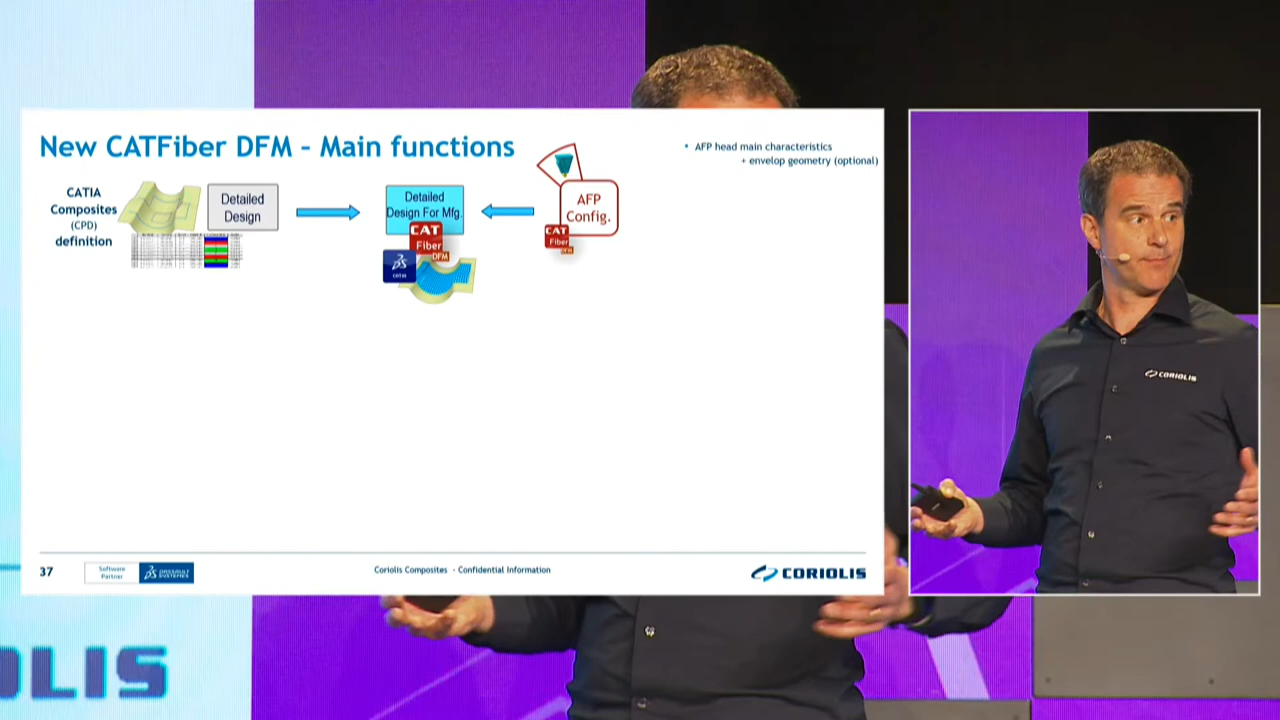 New CATFiber DFM – Main functions
• AFP head main characteristics
+ envelop geometry (optional)
CATIA
Composites
(CPD)
definition
Detailed
Design
Detailed
Design For Mfg.
CAT
Fiber
DFM
CATIA
AFP
Config.
CAT
Fiber
DFM
37
Software
Partner
DASSAULT
SYSTEMES
Coriolis Composites - Confidential Information
CORIOLIS
CORIOLIS
OLIS